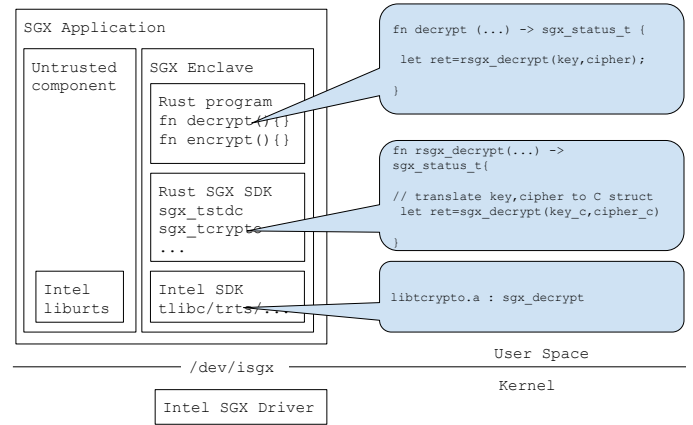 SGX Application
Untrusted
component
Intel
liburts
SGX Enclave
Rust program
fn decrypt(){}
fn encrypt(){}
Rust SGX SDK
sgx_tstdc
sgx_tcrypto
...
Intel SDK
tlibc/trts/...
fn decrypt (...) -> sgx_status_t {
let ret=rsgx_decrypt(key,cipher);
}
fn rsgx_decrypt(...) ->
sgx_status_t{
// translate key,cipher to C struct
let ret=sgx_decrypt(key_c,cipher_c)
}
libtcrypto.a : sgx_decrypt
User Space
/dev/isgx
Kernel
Intel SGX Driver